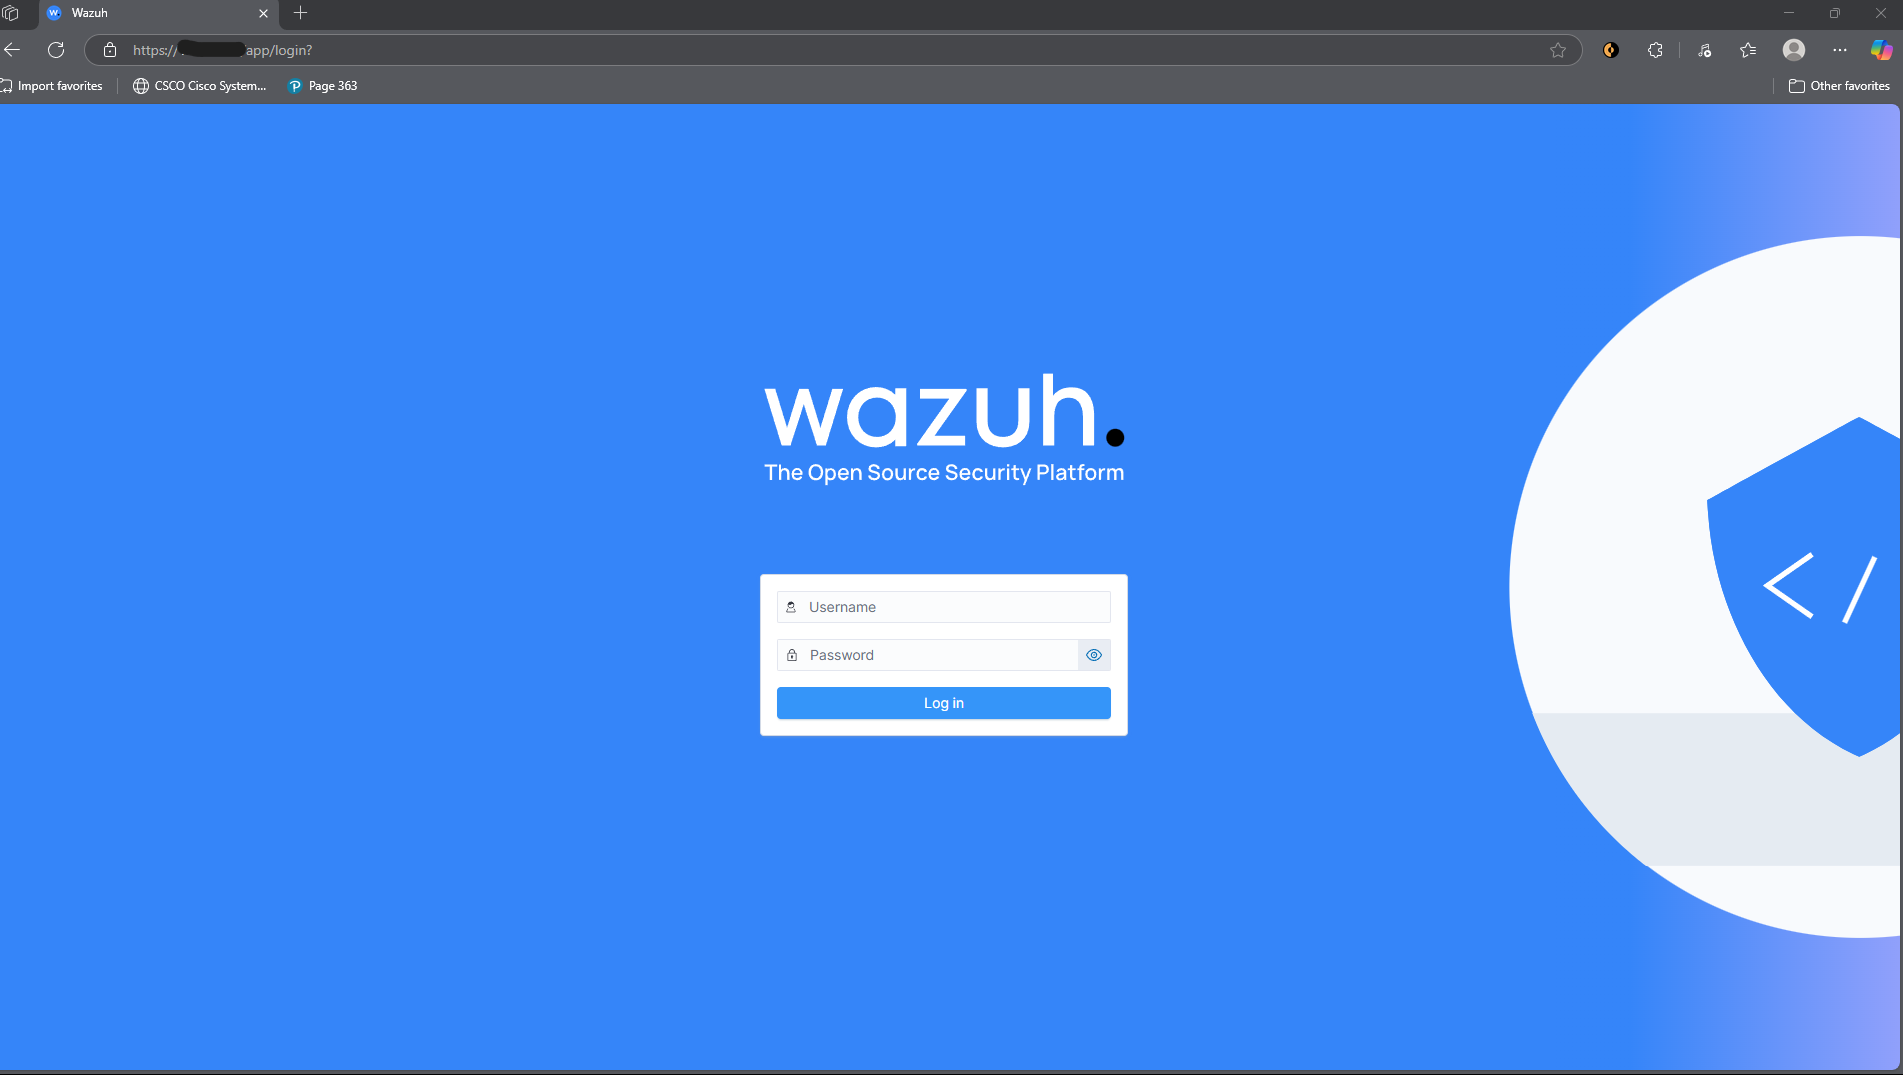 Wazuh
https:// app/login?
Import favorites
CSCO Cisco System...
Page 363
Other favorites
wazuh.
The Open Source Security Platform
Username
Password
Log in